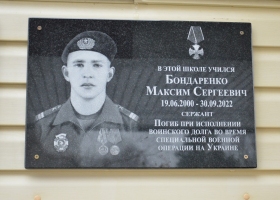 В ЭТОЙ ШКОЛЕ УЧИЛСЯ
БОНДАРЕНКО
МАКСИМ СЕРГЕЕВИЧ
19.06.2000 - 30.09.2022
СЕРЖАНТ
ПОГИБ ПРИ ИСПОЛНЕНИИ
ВОИНСКОГО ДОЛГА ВО ВРЕМЯ
СПЕЦИАЛЬНОЙ ВОЕННОЙ
ОПЕРАЦИИ НА УКРАИНЕ